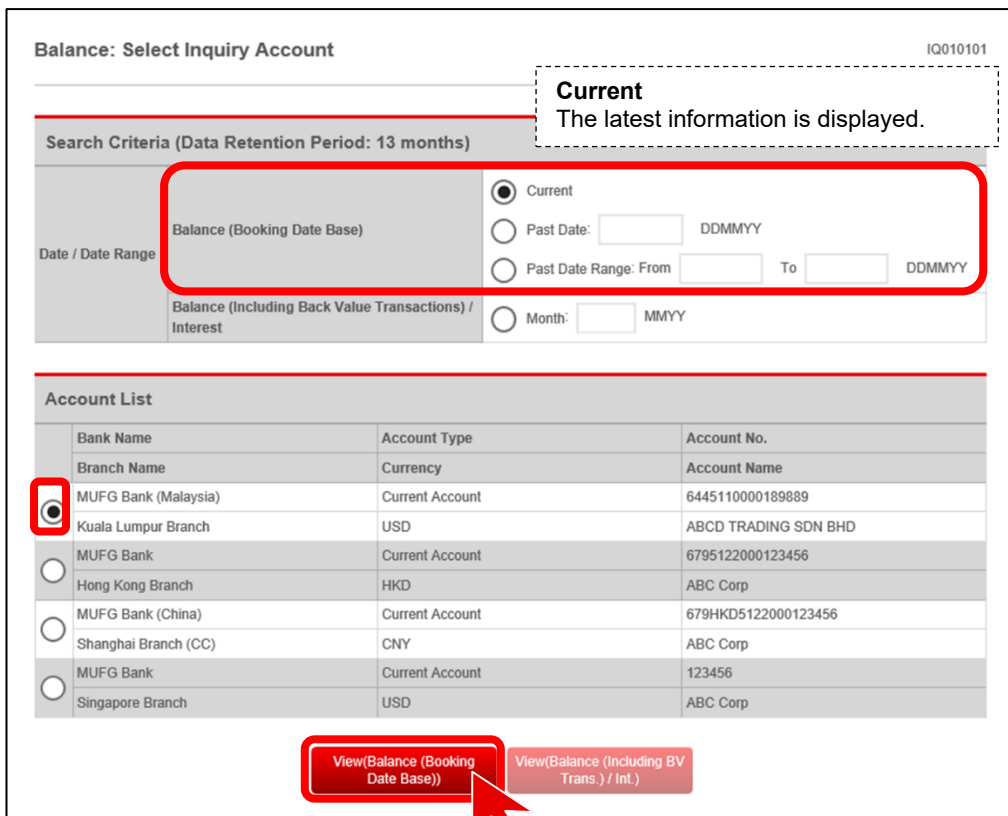 Balance: Select Inquiry Account
IQ010101
Current
The latest information is displayed.
Search Criteria (Data Retention Period: 13 months)
Date / Date Range
Balance (Booking Date Base)
Current
Past Date: DDMMYY
Past Date Range: From To DDMMYY
Balance (Including Back Value Transactions) /
Interest
Month: MMYY
Account List
Bank Name Account Type Account No.
Branch Name Currency Account Name
MUFG Bank (Malaysia) Current Account 6445110000189889
Kuala Lumpur Branch USD ABCD TRADING SDN BHD
MUFG Bank Current Account 6795122000123456
Hong Kong Branch HKD ABC Corp
MUFG Bank (China) Current Account 679HKD5122000123456
Shanghai Branch (CC) CNY ABC Corp
MUFG Bank Current Account 123456
Singapore Branch USD ABC Corp
View(Balance (Booking
Date Base))
View(Balance (Including BV
Trans.) / Int.)